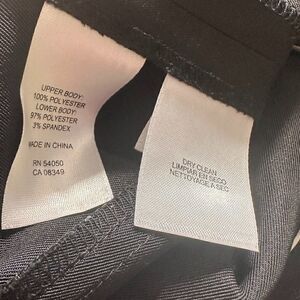 UPPER BODY:
100% POLYESTER
LOWER BODY:
97% POLYESTER
3% SPANDEX
MADE IN CHINA
RN 54050
CA 08349
DRY CLEAN
LIMPIAR EN SECO
NETTOYAGE A SEC